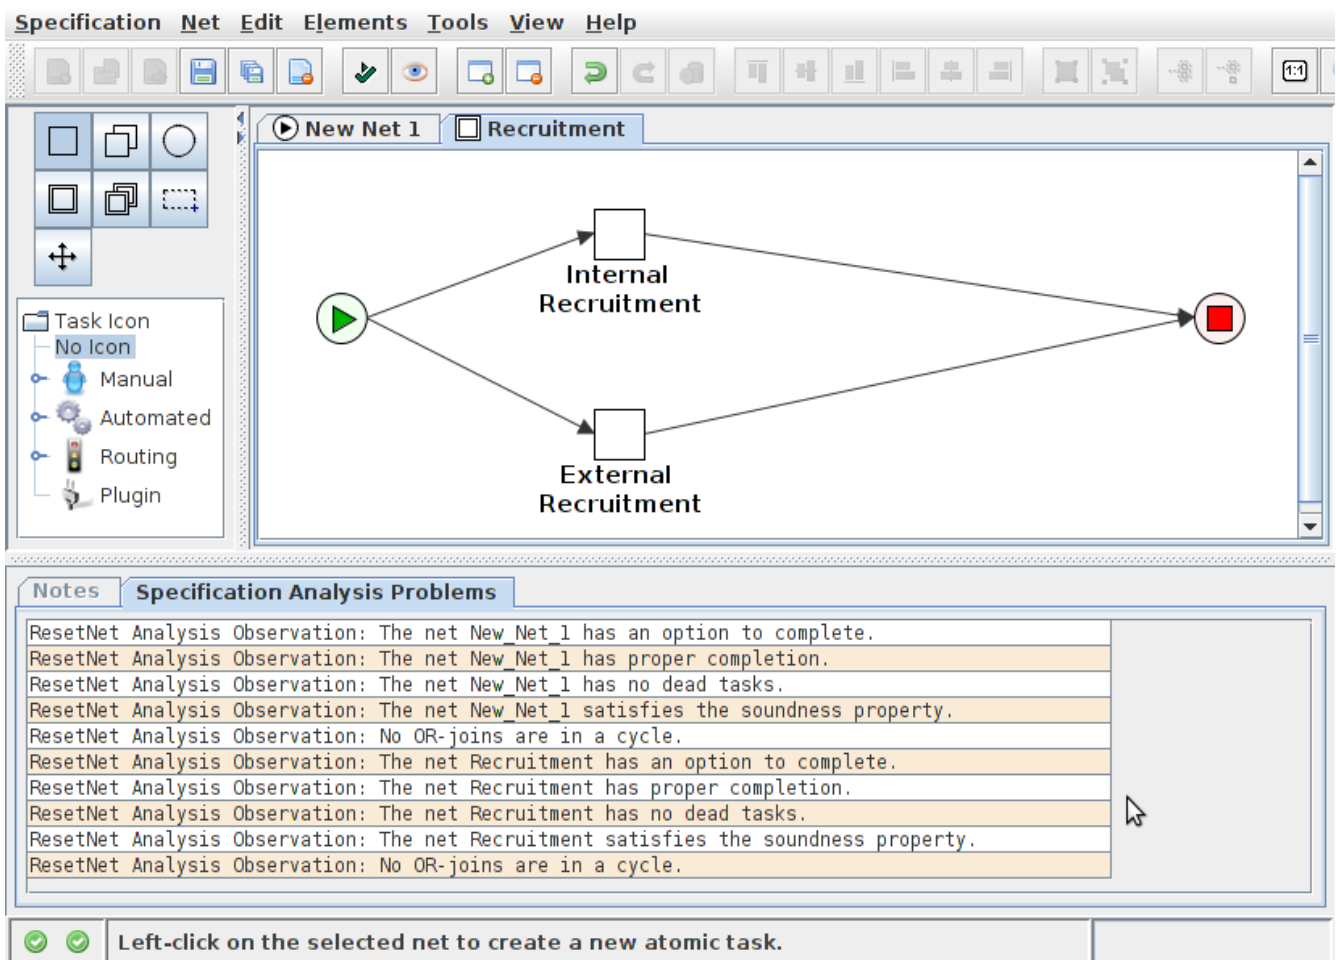 Specification Net Edit Elements Tools View Help
1:1
New Net 1
Recruitment
Task Icon
No Icon
Manual
Automated
Routing
Plugin
Internal
Recruitment
External
Recruitment
Notes
Specification Analysis Problems
ResetNet Analysis Observation: The net New_Net_1 has an option to complete.
ResetNet Analysis Observation: The net New_Net_1 has proper completion.
ResetNet Analysis Observation: The net New_Net_1 has no dead tasks.
ResetNet Analysis Observation: The net New_Net_1 satisfies the soundness property.
ResetNet Analysis Observation: No OR-joins are in a cycle.
ResetNet Analysis Observation: The net Recruitment has an option to complete.
ResetNet Analysis Observation: The net Recruitment has proper completion.
ResetNet Analysis Observation: The net Recruitment has no dead tasks.
ResetNet Analysis Observation: The net Recruitment satisfies the soundness property.
ResetNet Analysis Observation: No OR-joins are in a cycle.
Left-click on the selected net to create a new atomic task.